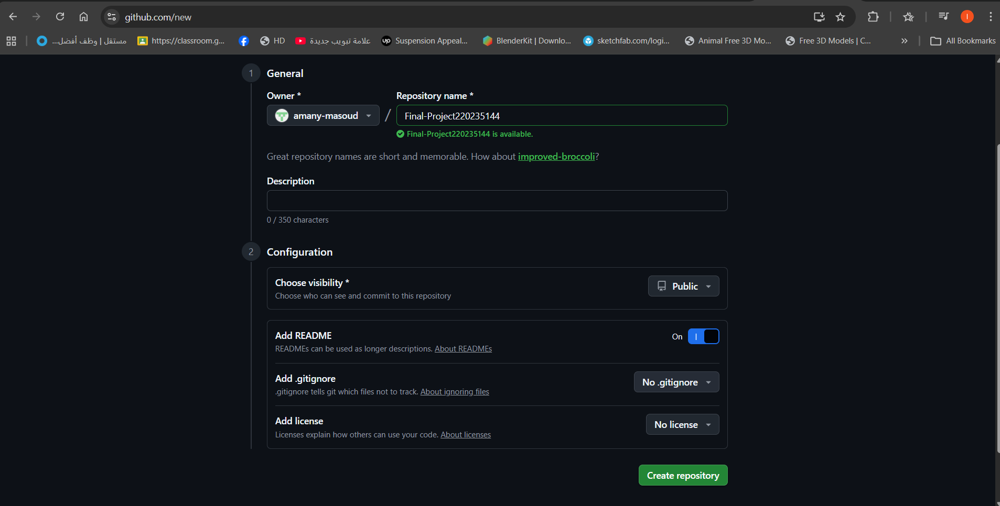 github.com/new
مستقل | وظف أفضل...
https://classroom.g...
HD
علامة تبويب جديدة
Suspension Appeal...
BlenderKit | Downlo...
sketchfab.com/logi...
Animal Free 3D Mo...
Free 3D Models | C...
All Bookmarks
1 General
Owner *
Repository name *
amany-masoud / Final-Project220235144
Final-Project220235144 is available.
Great repository names are short and memorable. How about improved-broccoli?
Description
0 / 350 characters
2 Configuration
Choose visibility *
Choose who can see and commit to this repository
Public
Add README
READMEs can be used as longer descriptions. About READMEs
On
Add .gitignore
.gitignore tells git which files not to track. About ignoring files
No .gitignore
Add license
Licenses explain how others can use your code. About licenses
No license
Create repository